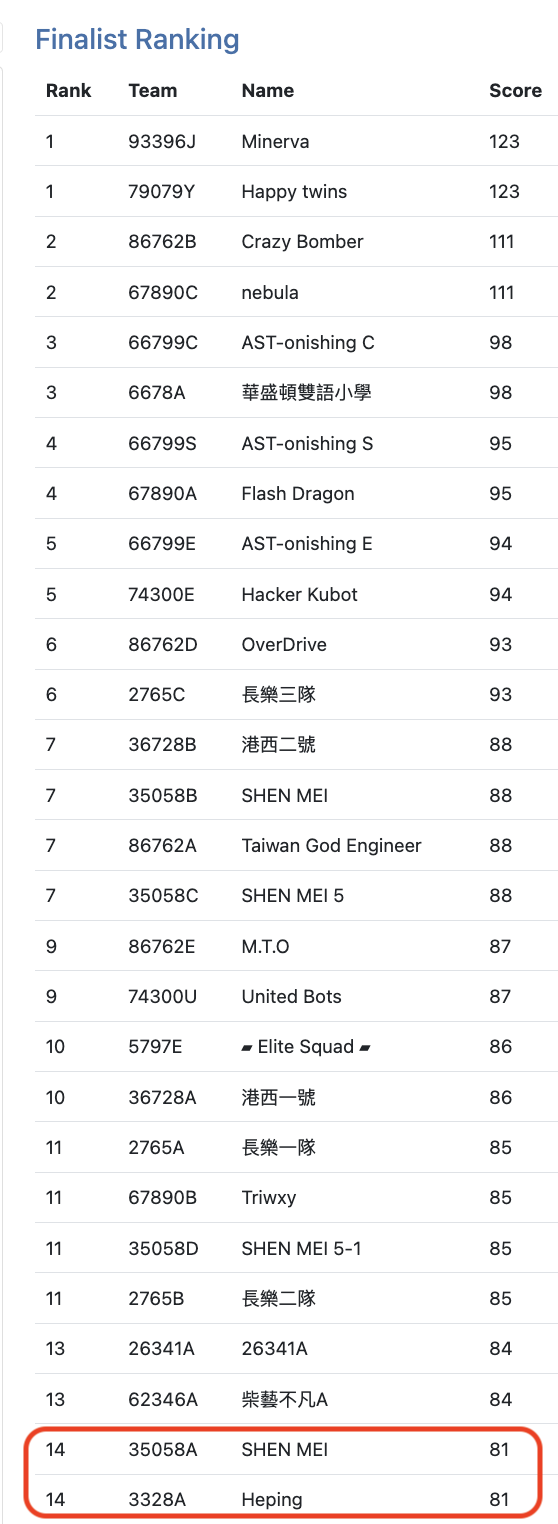 Finalist Ranking
Rank Team Name Score
1 93396J Minerva 123
1 79079Y Happy twins 123
2 86762B Crazy Bomber 111
2 67890C nebula 111
3 66799C AST-onishing C 98
3 6678A 華盛頓雙語小學 98
4 66799S AST-onishing S 95
4 67890A Flash Dragon 95
5 66799E AST-onishing E 94
5 74300E Hacker Kubot 94
6 86762D OverDrive 93
6 2765C 長樂三隊 93
7 36728B 港西二號 88
7 35058B SHEN MEI 88
7 86762A Taiwan God Engineer 88
7 35058C SHEN MEI 5 88
9 86762E M.T.O 87
9 74300U United Bots 87
10 5797E ▰ Elite Squad ▰ 86
10 36728A 港西一號 86
11 2765A 長樂一隊 85
11 67890B Triwxy 85
11 35058D SHEN MEI 5-1 85
11 2765B 長樂二隊 85
13 26341A 26341A 84
13 62346A 柴藝不凡A 84
14 35058A SHEN MEI 81
14 3328A Heping 81